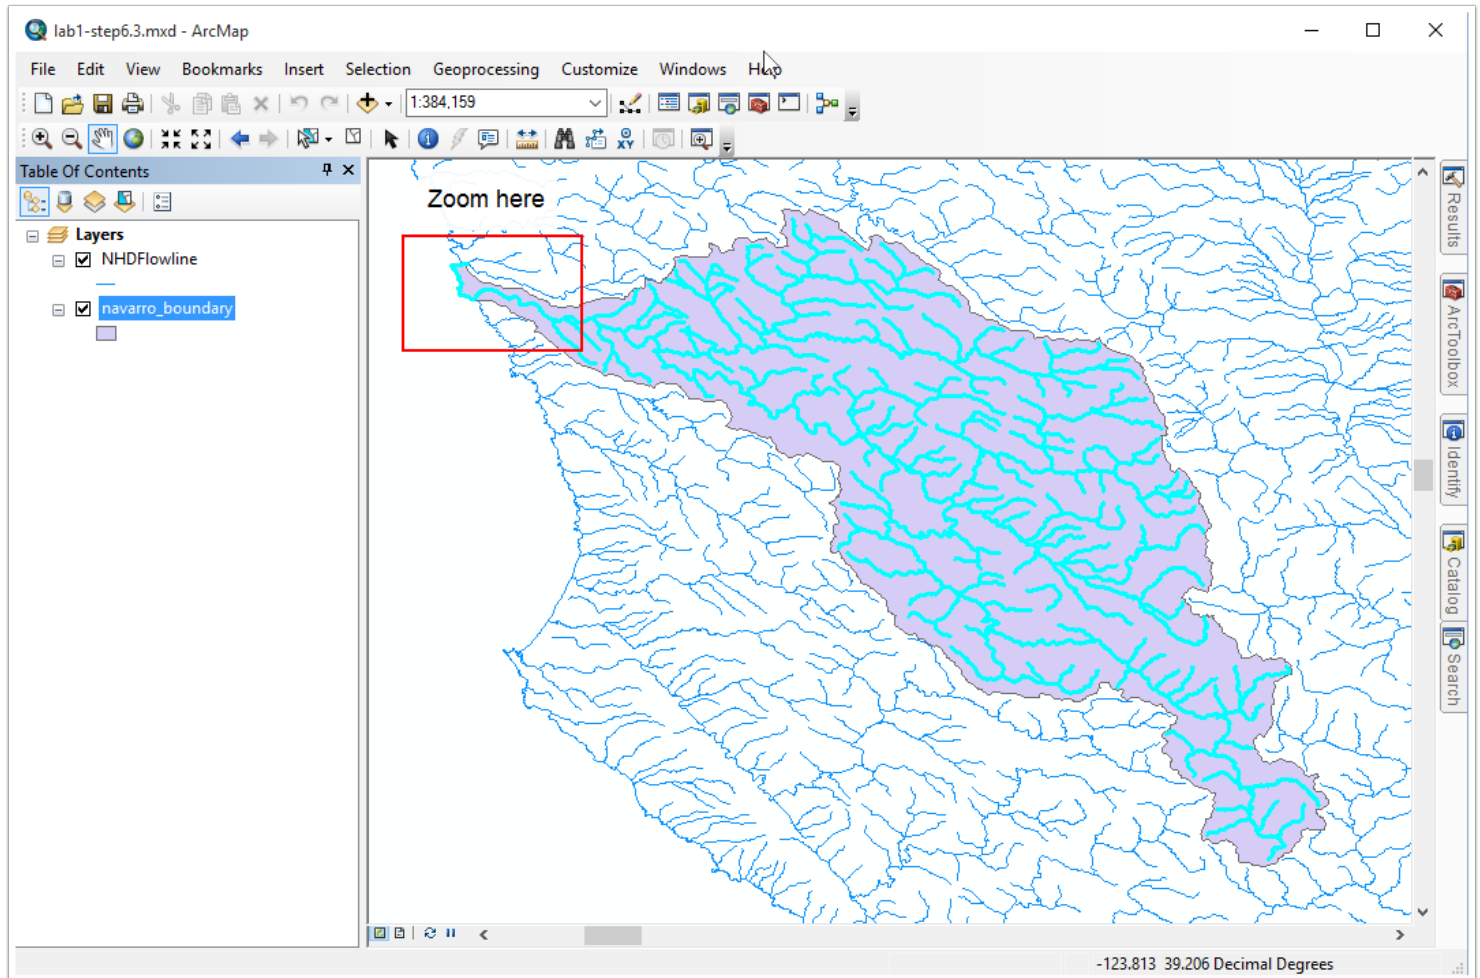 lab1-step6.3.mxd - ArcMap
File Edit View Bookmarks Insert Selection Geoprocessing Customize Windows Help
1:384,159
XY
Table Of Contents
Layers
NHDFlowline
navarro_boundary
Zoom here
Results
ArcToolbox
Identify
Catalog
Search
-123.813 39.206 Decimal Degrees